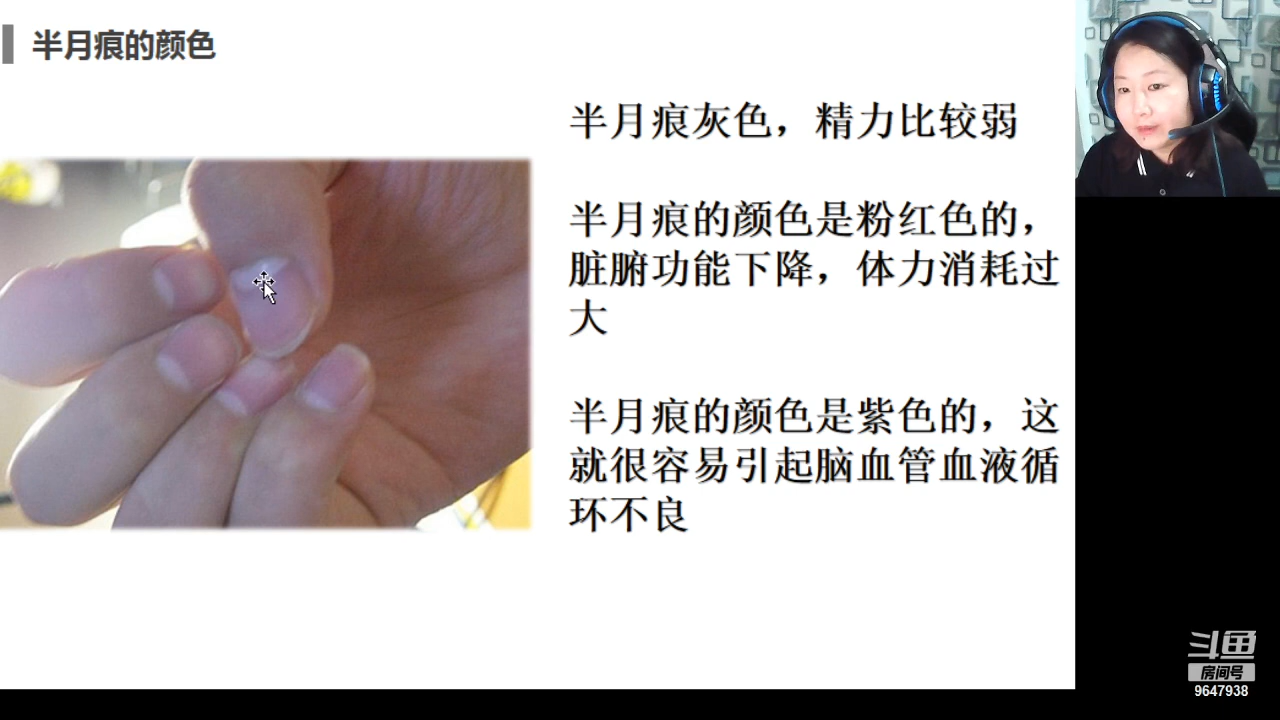 半月痕的颜色
半月痕灰色，精力比较弱
半月痕的颜色是粉红色的，
脏腑功能下降，体力消耗过
大
半月痕的颜色是紫色的，这
就很容易引起脑血管血液循
环不良
斗鱼
房间号
9647938